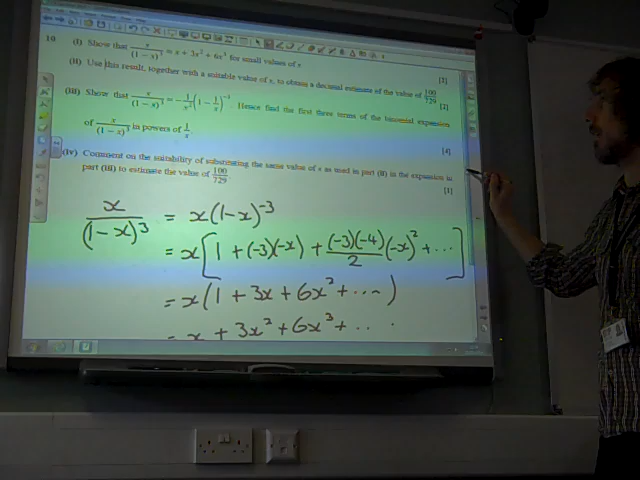 10 (i) Show that x/(1 − x)³ ≈ x + 3x² + 6x³ for small values of x [2]
(ii) Use this result, together with a suitable value of x, to obtain a decimal estimate of the value of 100/729 [2]
(iii) Show that x/(1 − x)³ = −1/x²(1 − 1/x)⁻³. Hence find the first three terms of the binomial expansion
of x/(1 − x)³ in powers of 1/x. [4]
(iv) Comment on the suitability of substituting the same value of x as used in part (ii) in the expansion in
part (iii) to estimate the value of 100/729. [1]
x/(1-x)³ = x(1-x)⁻³
= x[1 + (-3)(-x) + (-3)(-4)/2 (-x)² + ...]
= x(1 + 3x + 6x² + ...)
= x + 3x² + 6x³ + ...